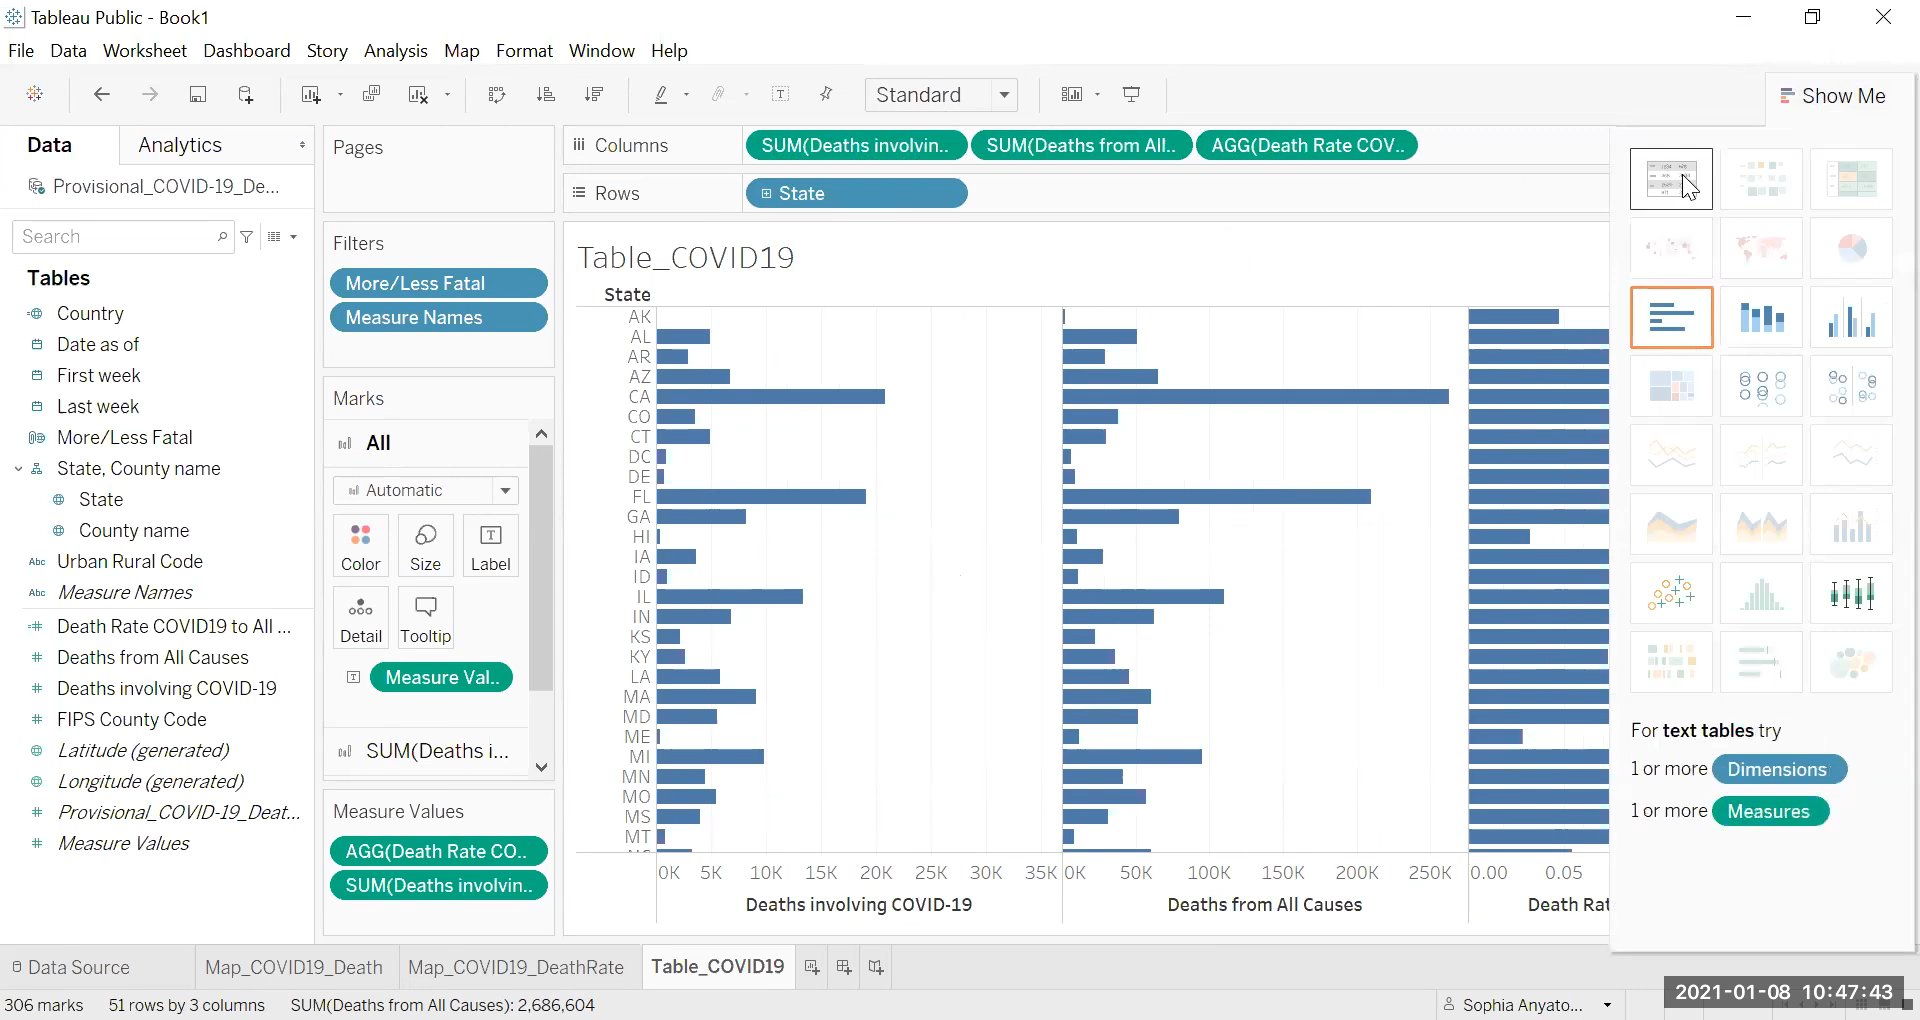 Tableau Public - Book1
File Data Worksheet Dashboard Story Analysis Map Format Window Help
Standard
Show Me
Data
Analytics
Provisional_COVID-19_De...
Search
Tables
Country
Date as of
First week
Last week
More/Less Fatal
State, County name
State
County name
Abc Urban Rural Code
Abc Measure Names
Death Rate COVID19 to All ...
Deaths from All Causes
Deaths involving COVID-19
FIPS County Code
Latitude (generated)
Longitude (generated)
Provisional_COVID-19_Deat...
Measure Values
Pages
Filters
More/Less Fatal
Measure Names
Marks
All
Automatic
Color Size Label
Detail Tooltip
Measure Val..
SUM(Deaths i...
Measure Values
AGG(Death Rate CO..
SUM(Deaths involvin..
Columns
SUM(Deaths involvin.. SUM(Deaths from All.. AGG(Death Rate COV..
Rows
State
Table_COVID19
State
AK
AL
AR
AZ
CA
CO
CT
DC
DE
FL
GA
HI
IA
ID
IL
IN
KS
KY
LA
MA
MD
ME
MI
MN
MO
MS
MT
0K 5K 10K 15K 20K 25K 30K 35K 0K 50K 100K 150K 200K 250K 0.00 0.05
Deaths involving COVID-19 Deaths from All Causes Death Rat
For text tables try
1 or more Dimensions
1 or more Measures
Data Source Map_COVID19_Death Map_COVID19_DeathRate Table_COVID19
306 marks 51 rows by 3 columns SUM(Deaths from All Causes): 2,686,604
Sophia Anyato...
2021-01-08 10:47:43